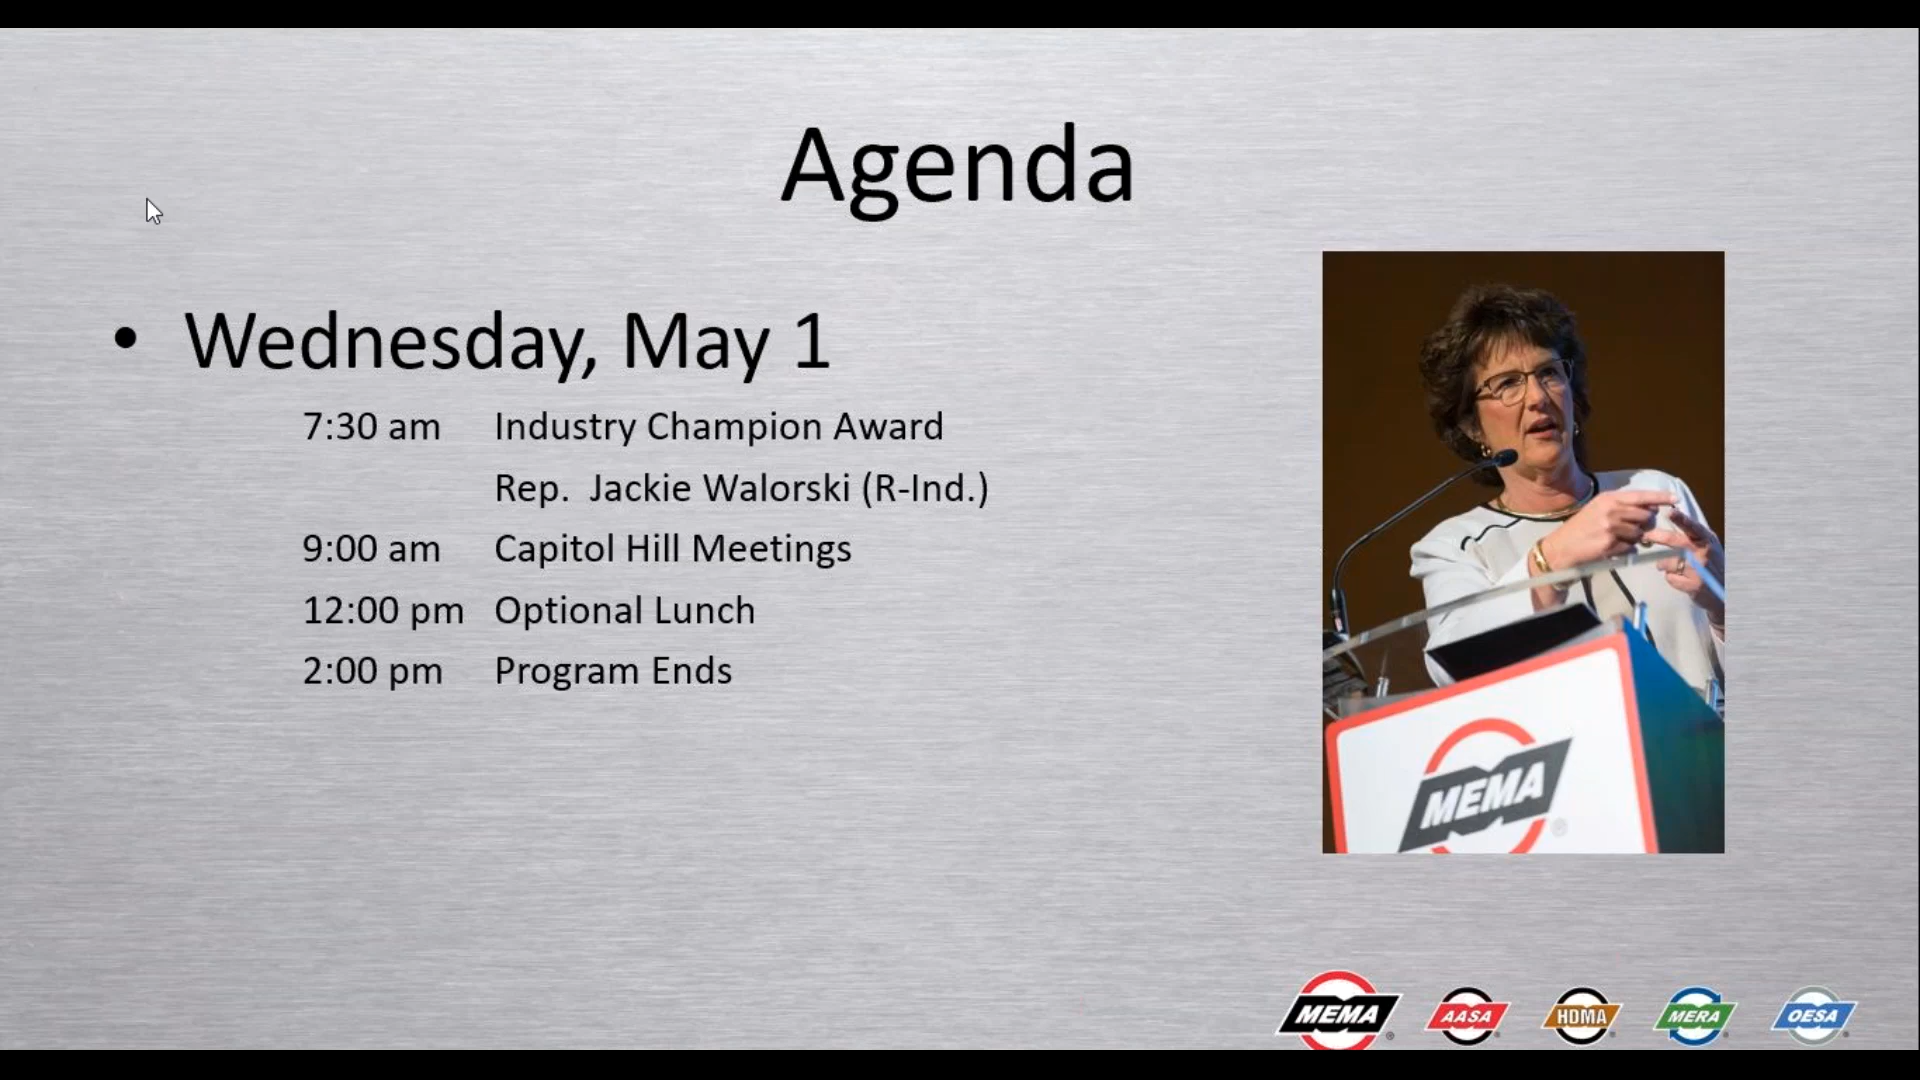 Agenda
• Wednesday, May 1
7:30 am Industry Champion Award
Rep. Jackie Walorski (R-Ind.)
9:00 am Capitol Hill Meetings
12:00 pm Optional Lunch
2:00 pm Program Ends
MEMA ®
MEMA ® AASA ® HDMA ® MERA ® OESA ®